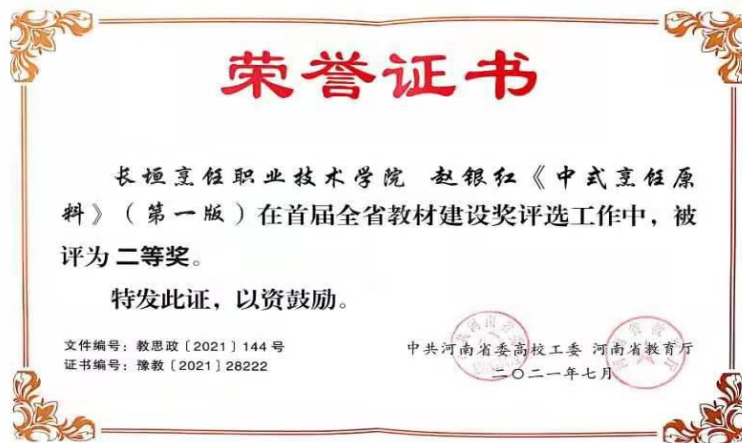 荣誉证书
长垣烹饪职业技术学院 赵银红《中式烹饪原
料》（第一版）在首届全省教材建设奖评选工作中，被
评为 二等奖。
特发此证，以资鼓励。
文件编号：教思政〔2021〕144号
证书编号：豫教〔2021〕28222
中共河南省委高校工委 河南省教育厅
二〇二一年七月